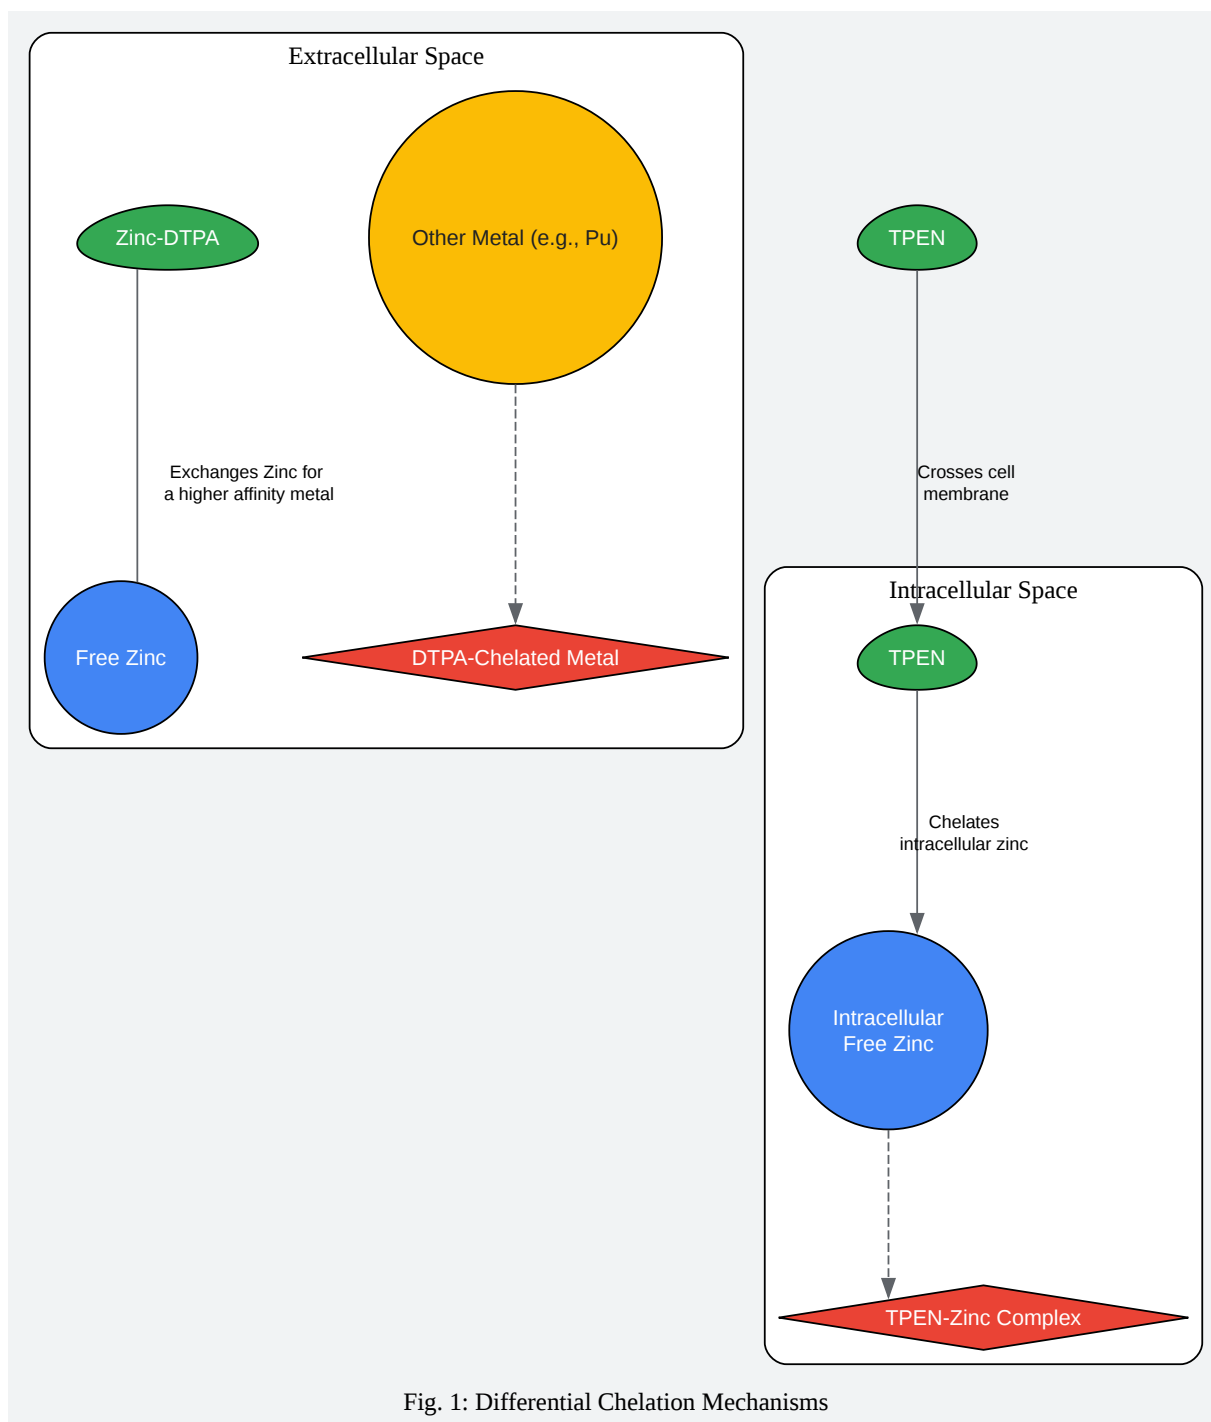 Extracellular Space
Zinc-DTPA
Other Metal (e.g., Pu)
TPEN
Exchanges Zinc for
a higher affinity metal
Crosses cell
membrane
Intracellular Space
Free Zinc
DTPA-Chelated Metal
TPEN
Chelates
intracellular zinc
Intracellular
Free Zinc
TPEN-Zinc Complex
Fig. 1: Differential Chelation Mechanisms